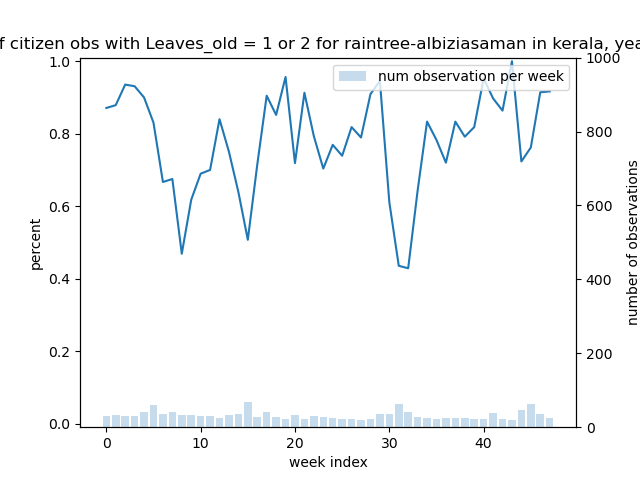 f citizen obs with Leaves_old = 1 or 2 for raintree-albiziasaman in kerala, yea
num observation per week
1.0
0.8
0.6
0.4
0.2
0.0
percent
1000
800
600
400
200
0
number of observations
0 10 20 30 40
week index